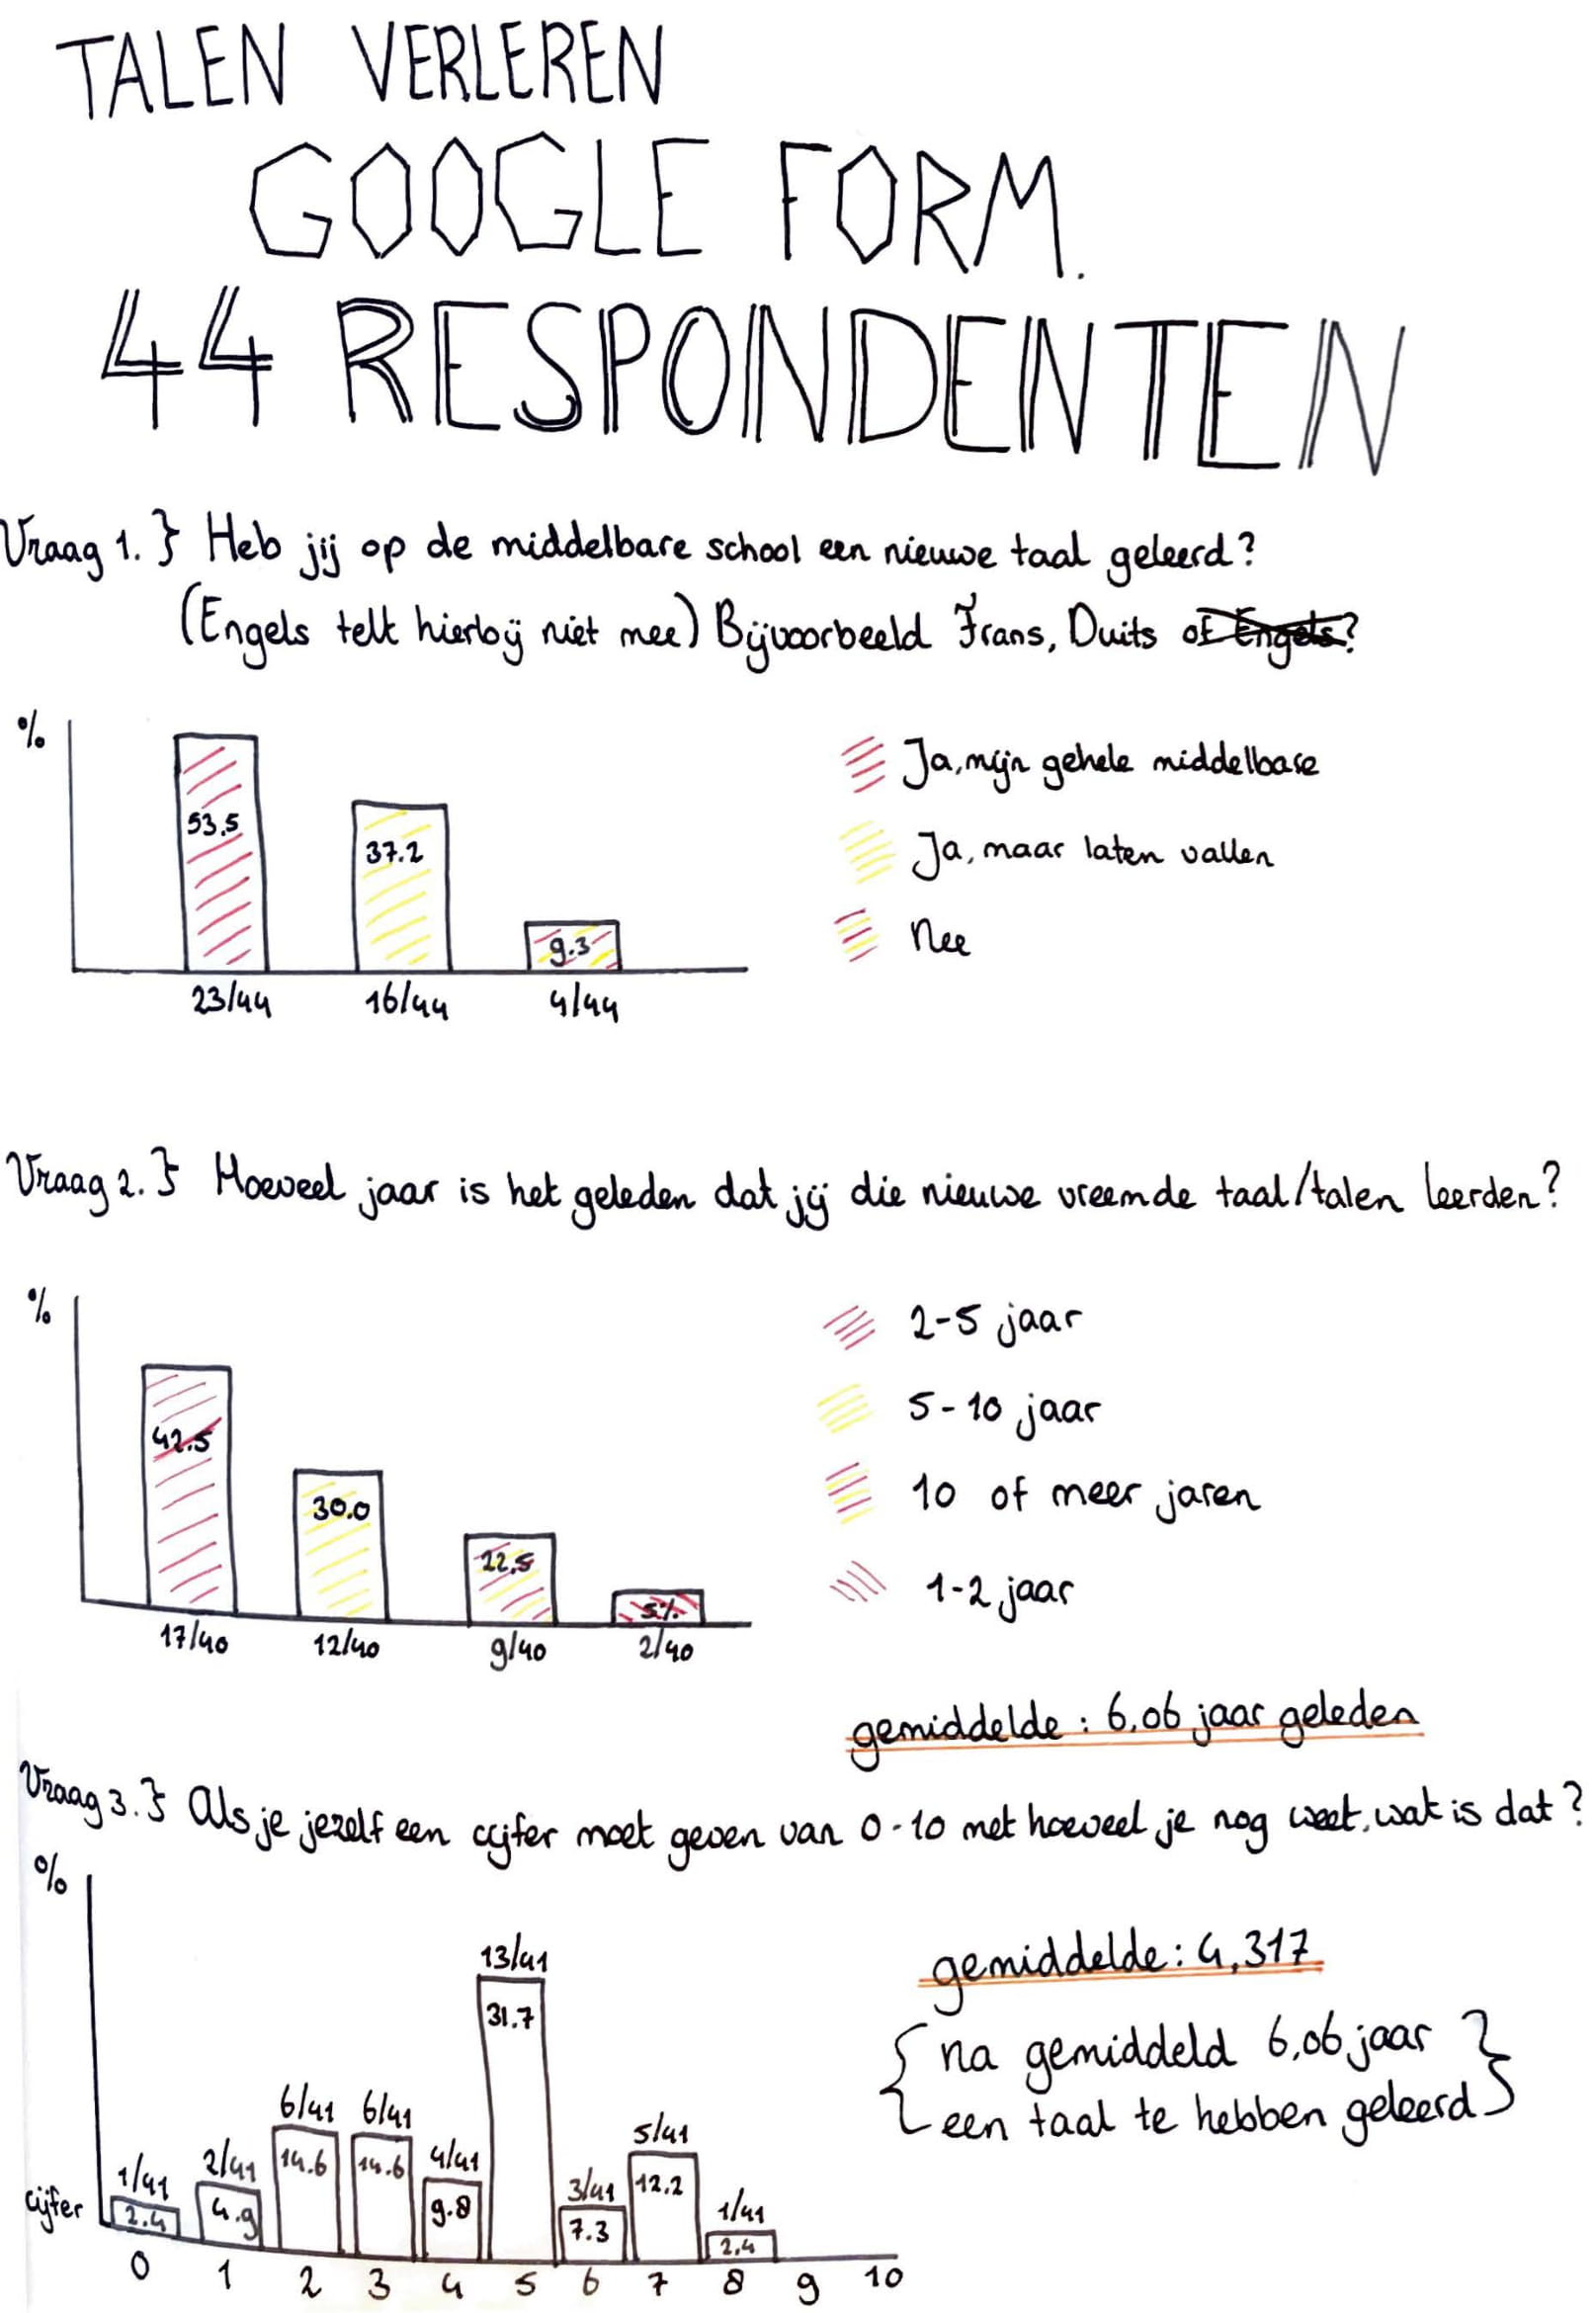 TALEN VERLEREN
GOOGLE FORM.
44 RESPONDENTEN
Vraag 1.} Heb jij op de middelbare school een nieuwe taal geleerd?
(Engels telt hierbij niet mee) Bijvoorbeeld Frans, Duits of Engels?
%
53,5
37.2
9.3
23/44
16/44
4/44
Ja, mijn gehele middelbare
Ja, maar laten vallen
Nee
Vraag 2.} Hoeveel jaar is het geleden dat jij die nieuwe vreemde taal/talen leerden?
%
42.5
30.0
22,5
5%
17/40
12/40
9/40
2/40
2-5 jaar
5-10 jaar
10 of meer jaren
1-2 jaar
gemiddelde: 6,06 jaar geleden
Vraag 3.} Als je jezelf een cijfer moet geven van 0-10 met hoeveel je nog weet, wat is dat?
%
1/41
2/41
6/41
6/41
4/41
13/41
3/41
5/41
1/41
2.4
4.9
14.6
14.6
9.8
31.7
7.3
12.2
2,4
cijfer
0 1 2 3 4 5 6 7 8 9 10
gemiddelde: 4,317
{na gemiddeld 6,06 jaar
een taal te hebben geleerd}